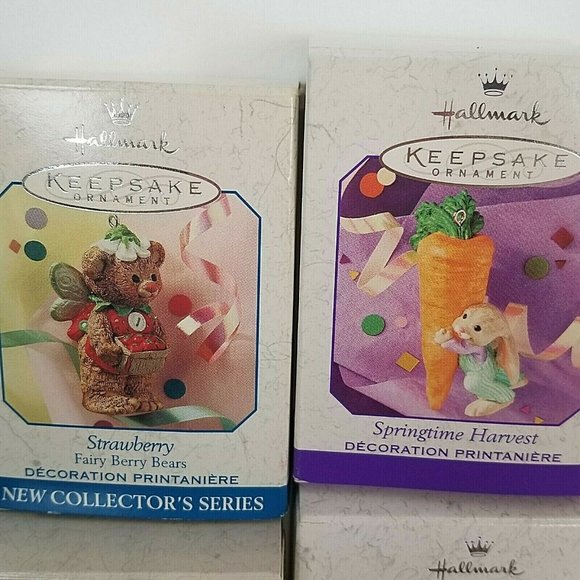 Hallmark
KEEPSAKE
ORNAMENT
Strawberry
Fairy Berry Bears
DÉCORATION PRINTANIÈRE
NEW COLLECTOR'S SERIES
Hallmark
KEEPSAKE
ORNAMENT
Springtime Harvest
DÉCORATION PRINTANIÈRE
Hallmark